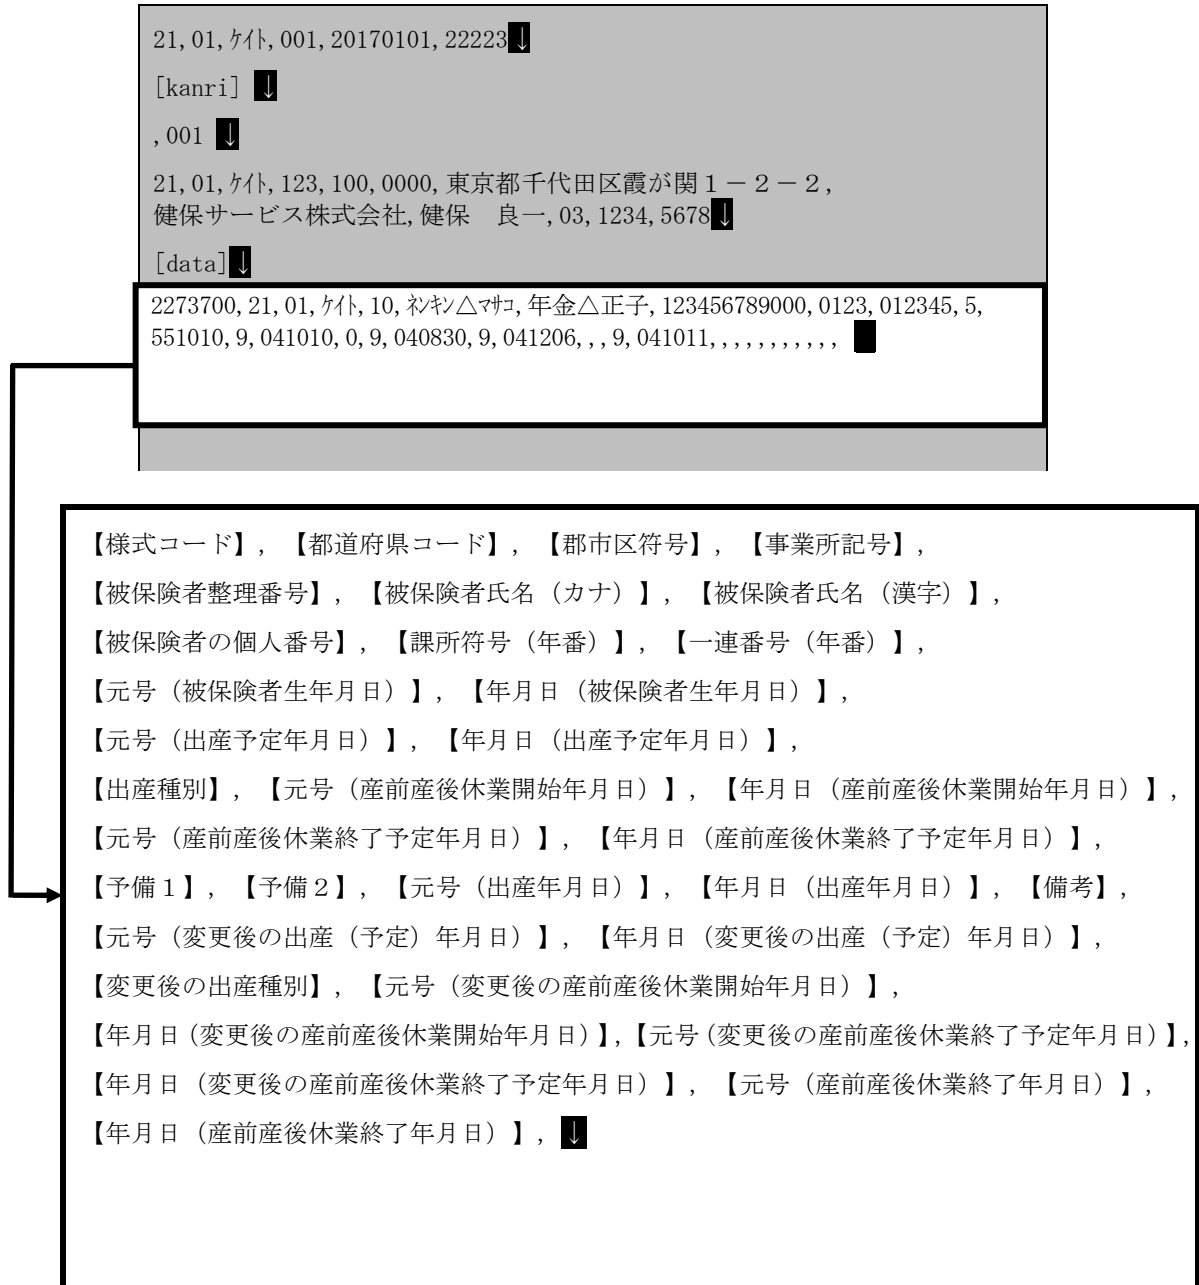 21,01,ｹｲﾄ,001,20170101,22223↓
[kanri] ↓
,001 ↓
21,01,ｹｲﾄ,123,100,0000,東京都千代田区霞が関１－２－２,
健保サービス株式会社,健保　良一,03,1234,5678↓
[data]↓
2273700,21,01,ｹｲﾄ,10,ﾈﾝｷﾝ△ﾏｻｺ,年金△正子,123456789000,0123,012345,5,
551010,9,041010,0,9,040830,9,041206,,,9,041011,,,,,,,,,,,
【様式コード】,【都道府県コード】,【郡市区符号】,【事業所記号】,
【被保険者整理番号】,【被保険者氏名（カナ）】,【被保険者氏名（漢字）】,
【被保険者の個人番号】,【課所符号（年番）】,【一連番号（年番）】,
【元号（被保険者生年月日）】,【年月日（被保険者生年月日）】,
【元号（出産予定年月日）】,【年月日（出産予定年月日）】,
【出産種別】,【元号（産前産後休業開始年月日）】,【年月日（産前産後休業開始年月日）】,
【元号（産前産後休業終了予定年月日）】,【年月日（産前産後休業終了予定年月日）】,
【予備１】,【予備２】,【元号（出産年月日）】,【年月日（出産年月日）】,【備考】,
【元号（変更後の出産（予定）年月日）】,【年月日（変更後の出産（予定）年月日）】,
【変更後の出産種別】,【元号（変更後の産前産後休業開始年月日）】,
【年月日（変更後の産前産後休業開始年月日）】,【元号（変更後の産前産後休業終了予定年月日）】,
【年月日（変更後の産前産後休業終了予定年月日）】,【元号（産前産後休業終了年月日）】,
【年月日（産前産後休業終了年月日）】,↓